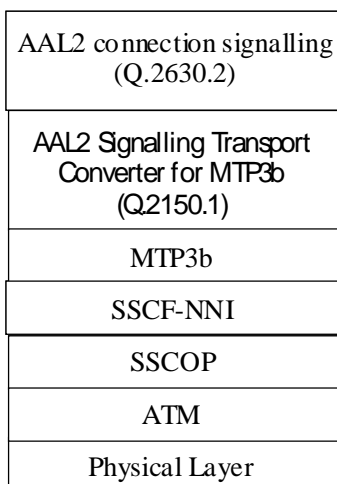 AAL2 connection signalling
(Q.2630.2)
AAL2 Signalling Transport
Converter for MTP3b
(Q.2150.1)
MTP3b
SSCF-NNI
SSCOP
ATM
Physical Layer